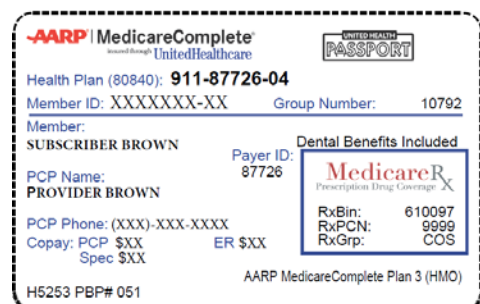 AARP | MedicareComplete®
insured through UnitedHealthcare
UNITED HEALTH
PASSPORT
Health Plan (80840): 911-87726-04
Member ID: XXXXXXX-XX Group Number: 10792
Member:
SUBSCRIBER BROWN
Dental Benefits Included
Payer ID:
87726
PCP Name:
PROVIDER BROWN
MedicareRx
Prescription Drug Coverage
RxBin: 610097
RxPCN: 9999
RxGrp: COS
PCP Phone: (XXX)-XXX-XXXX
Copay: PCP $XX ER $XX
Spec $XX
AARP MedicareComplete Plan 3 (HMO)
H5253 PBP# 051